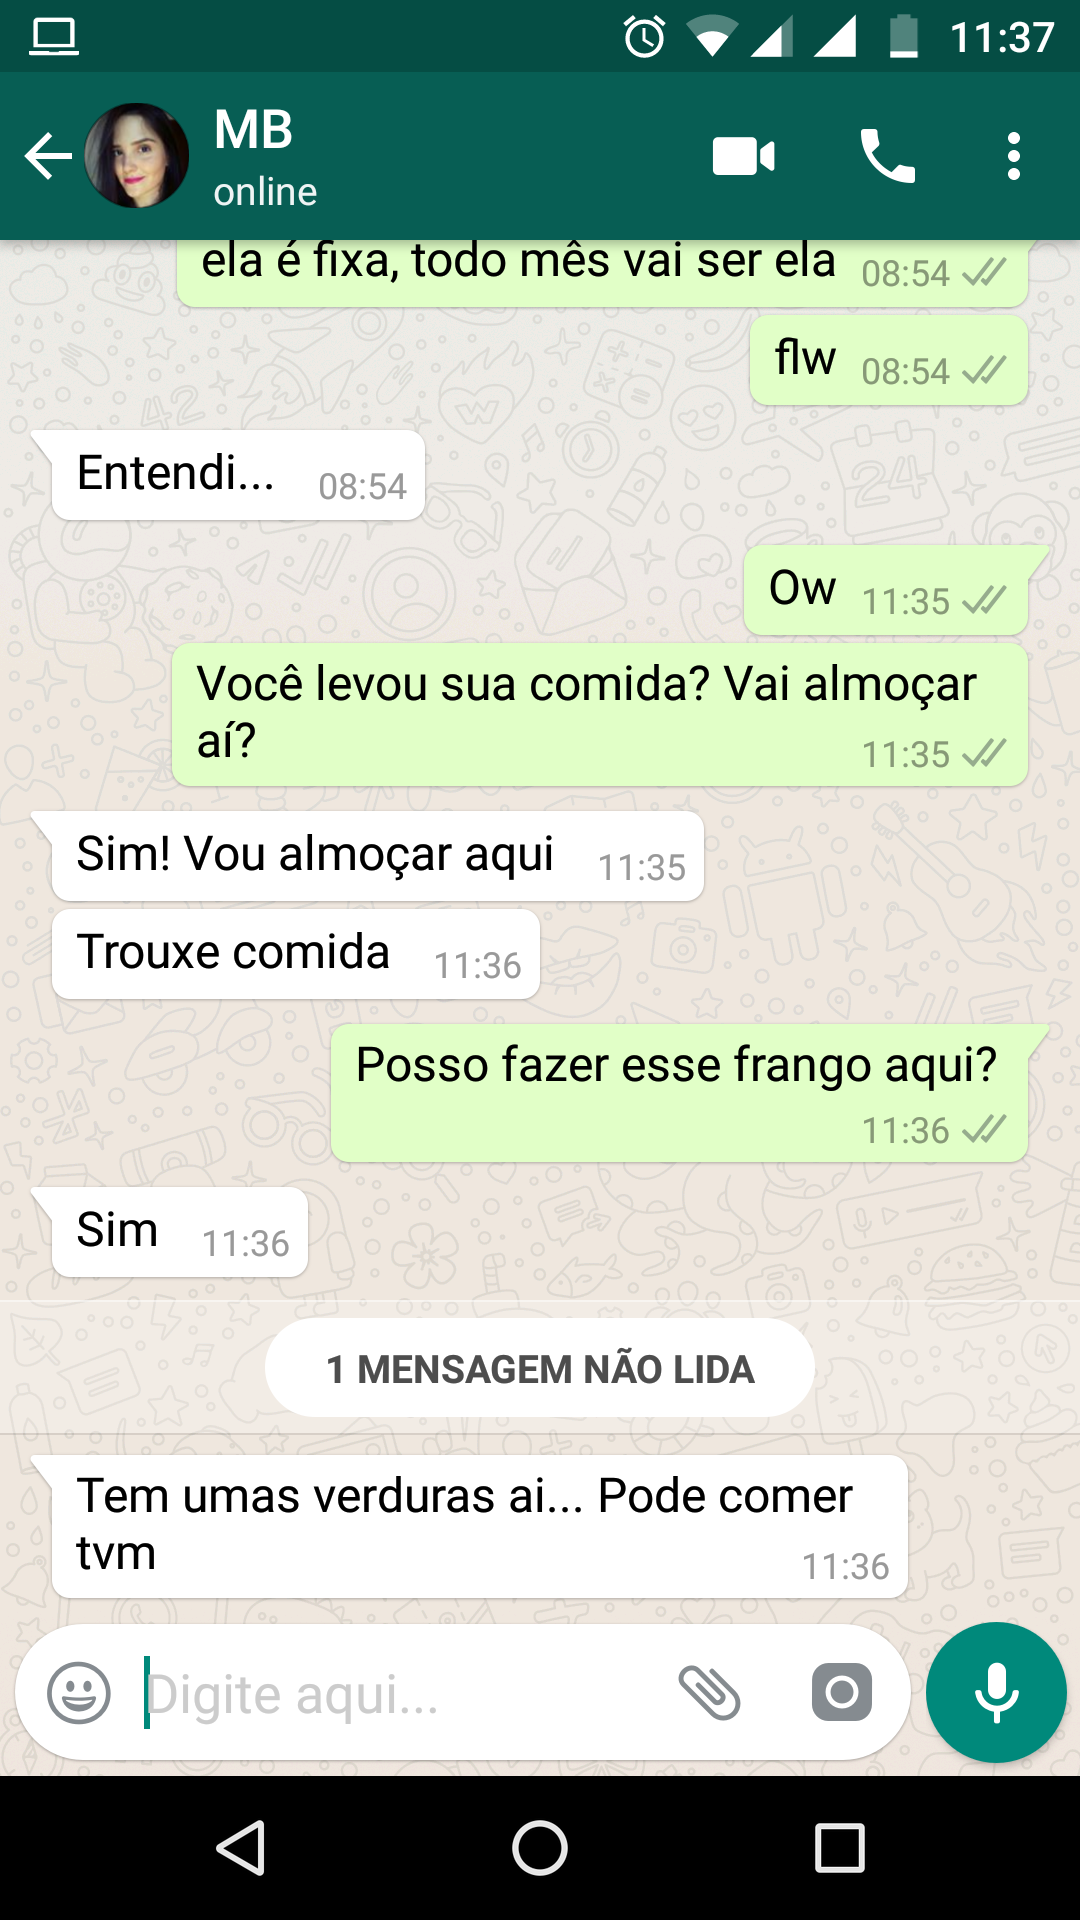 11:37
MB
online
ela é fixa, todo mês vai ser ela 08:54
flw 08:54
Entendi... 08:54
Ow 11:35
Você levou sua comida? Vai almoçar
aí? 11:35
Sim! Vou almoçar aqui 11:35
Trouxe comida 11:36
Posso fazer esse frango aqui?
11:36
Sim 11:36
1 MENSAGEM NÃO LIDA
Tem umas verduras ai... Pode comer
tvm 11:36
Digite aqui...